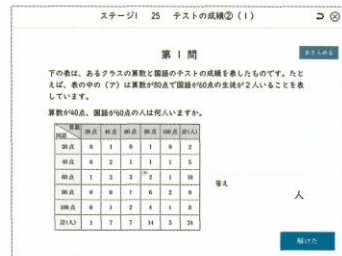 ステージI 25 テストの成績②(1)
第1問
あきらめる
下の表は、あるクラスの算数と国語のテストの成績を表したものです。たと
えば、表の中の(ア)は算数が80点で国語が60点の生徒が2人いることを表
しています。
算数が40点、国語が60点の人は何人いますか。
算数 国語 20点 40点 60点 80点 100点 計(人)
20点 0 1 0 1 0 2
40点 0 2 1 1 1 5
60点 1 3 3 (ア)2 1 10
80点 0 0 1 6 2 9
100点 0 1 2 4 1 8
計(人) 1 7 7 14 5 34
答え
人
解けた